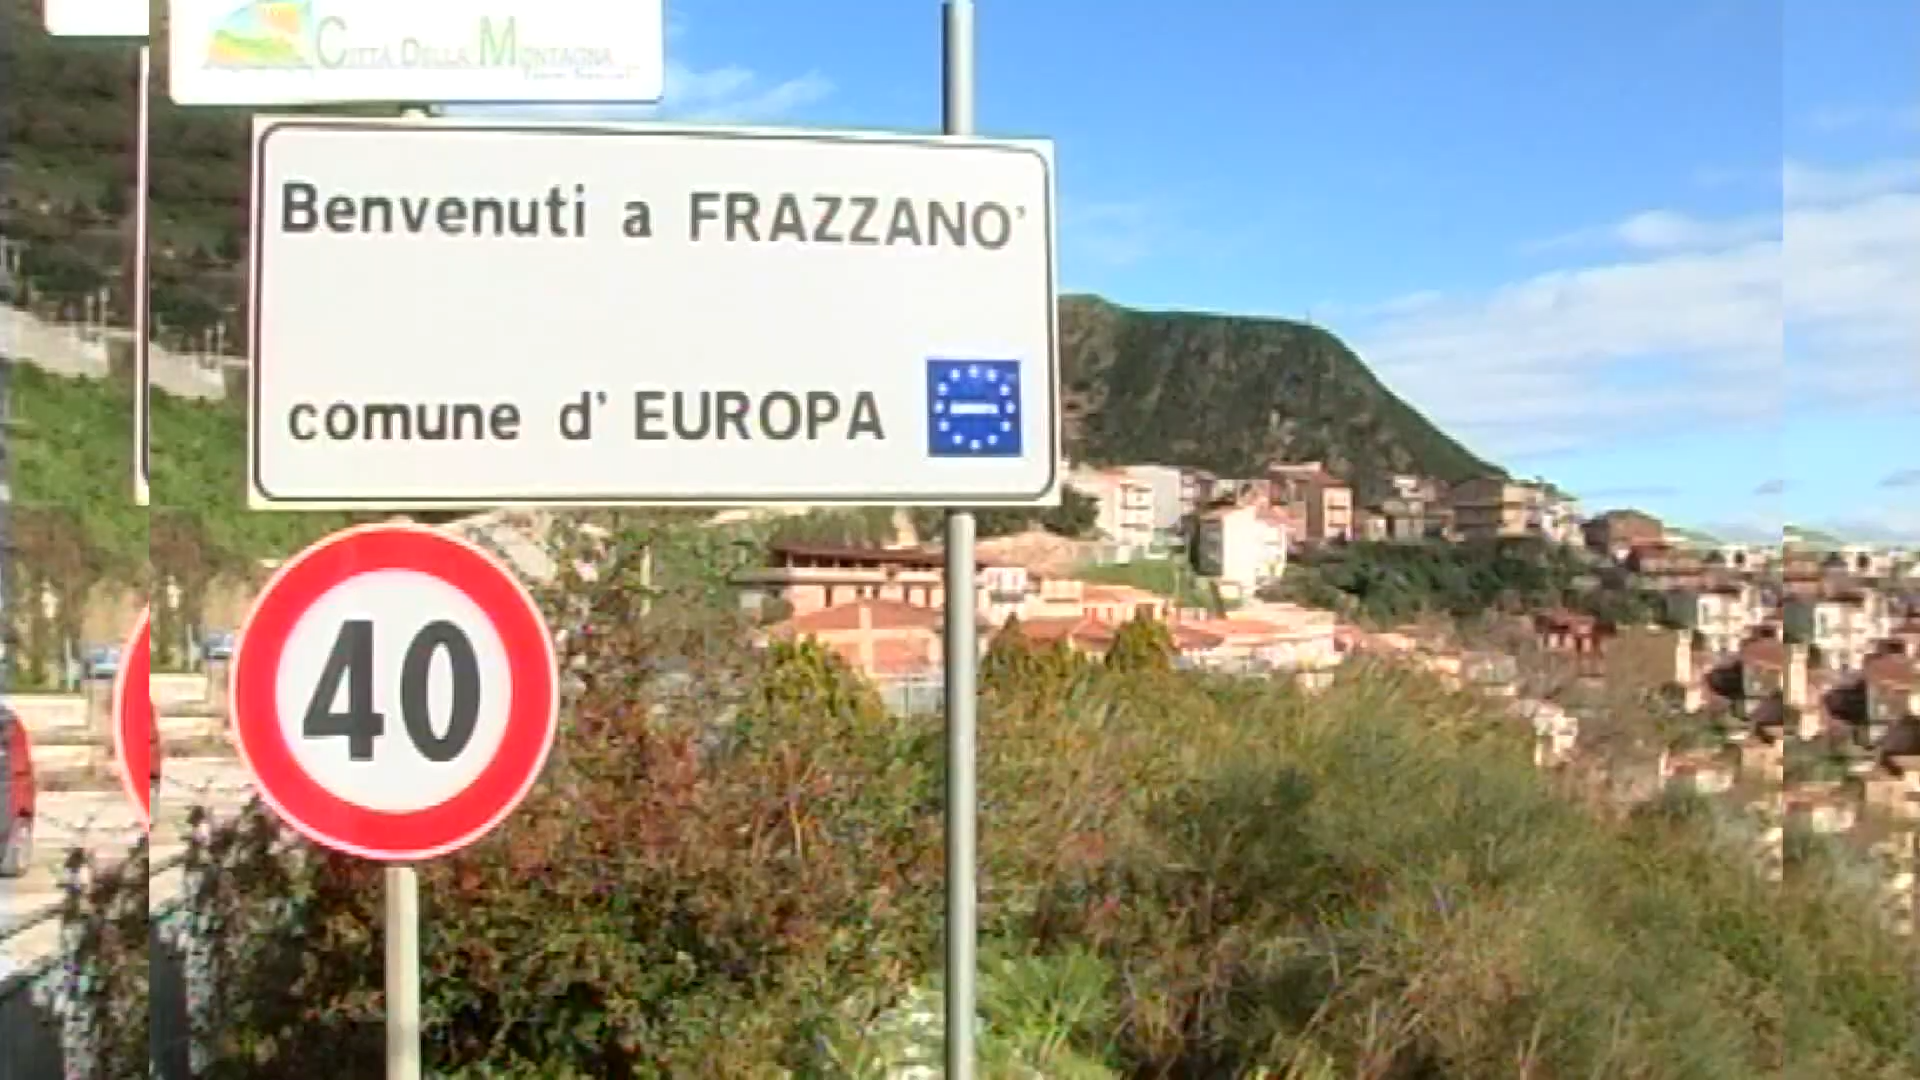 Città Della Montagna
Benvenuti a FRAZZANO'
comune d' EUROPA
40